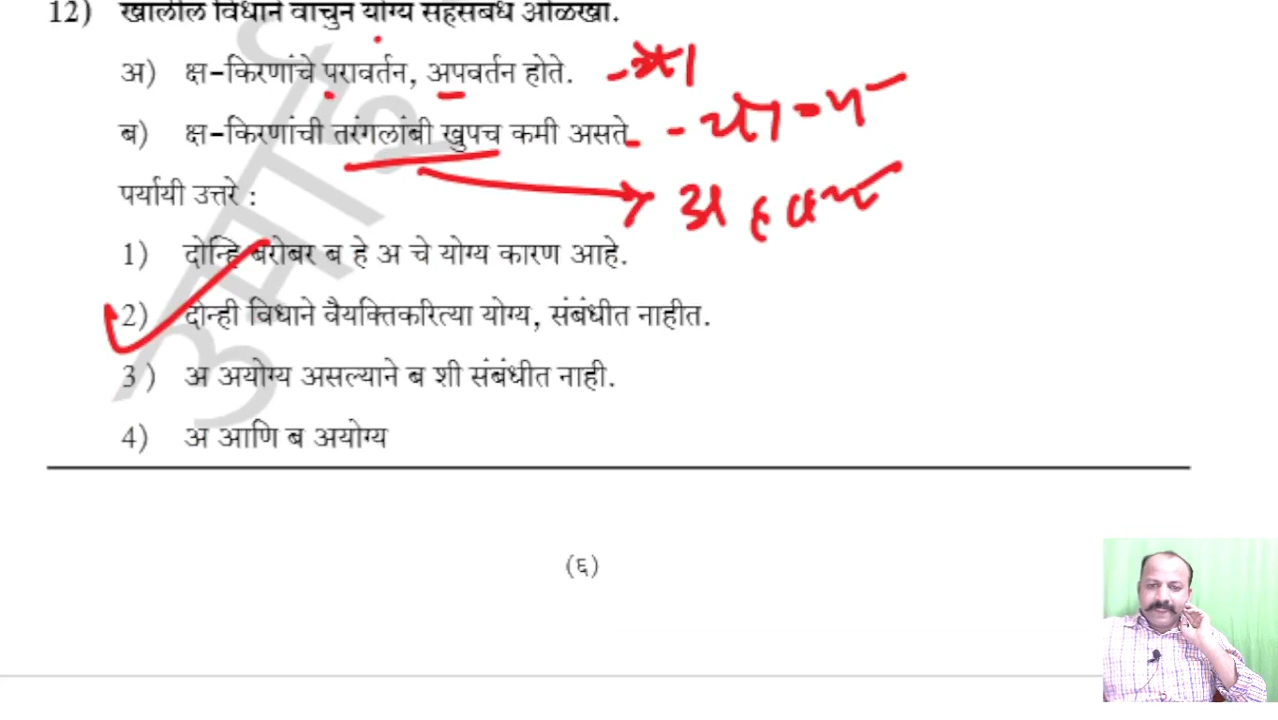 12) खालील विधाने वाचुन योग्य सहसंबंध ओळखा.
अ) क्ष-किरणांचे परावर्तन, अपवर्तन होते.
ब) क्ष-किरणांची तरंगलांबी खुपच कमी असते - योग्य
पर्यायी उत्तरे :
1) दोन्हि बरोबर ब हे अ चे योग्य कारण आहे.
2) दोन्ही विधाने वैयक्तिकरित्या योग्य, संबंधीत नाहीत.
3) अ अयोग्य असल्याने ब शी संबंधीत नाही.
4) अ आणि ब अयोग्य
(६)